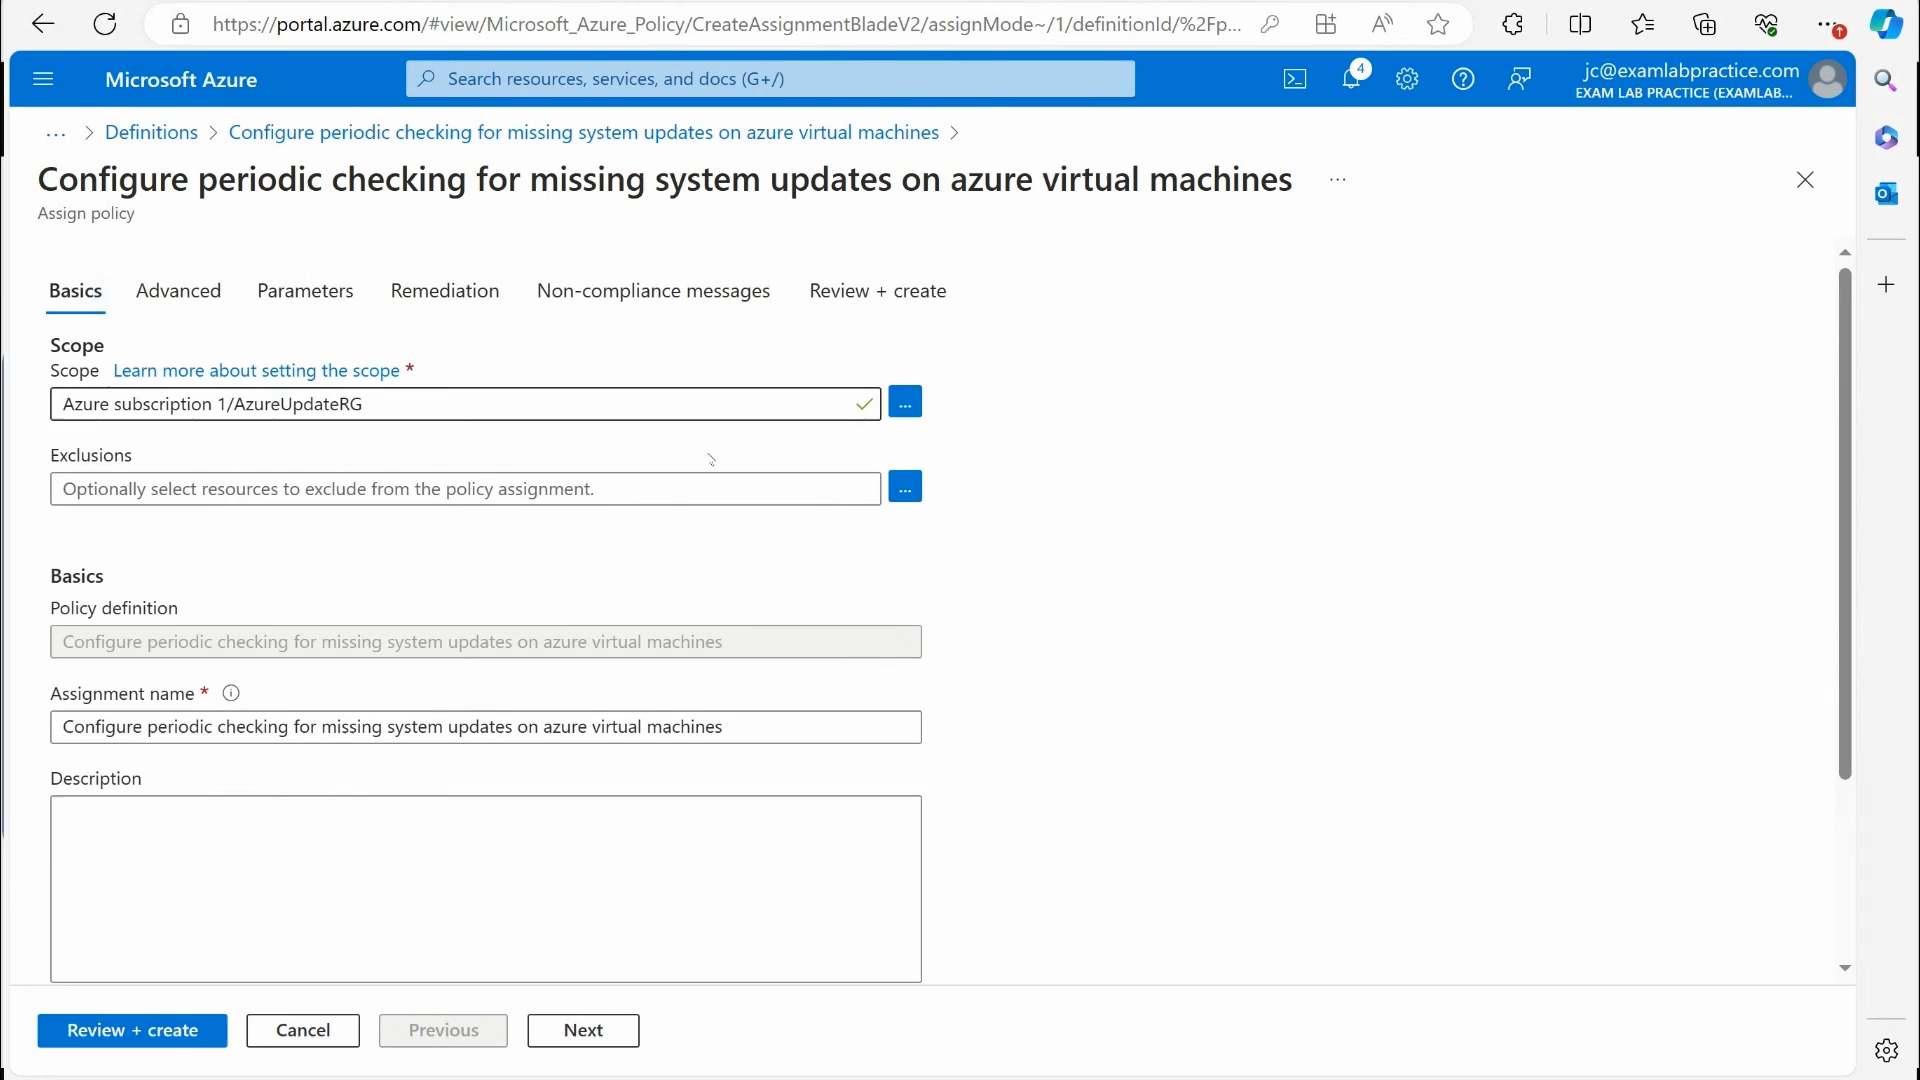 https://portal.azure.com/#view/Microsoft_Azure_Policy/CreateAssignmentBladeV2/assignMode~/1/definitionId/%2Fp...
Microsoft Azure
Search resources, services, and docs (G+/)
4
jc@examlabpractice.com
EXAM LAB PRACTICE (EXAMLAB...
... > Definitions > Configure periodic checking for missing system updates on azure virtual machines >
Configure periodic checking for missing system updates on azure virtual machines ...
Assign policy
Basics Advanced Parameters Remediation Non-compliance messages Review + create
Scope
Scope Learn more about setting the scope *
Azure subscription 1/AzureUpdateRG
...
Exclusions
Optionally select resources to exclude from the policy assignment.
...
Basics
Policy definition
Configure periodic checking for missing system updates on azure virtual machines
Assignment name *
Configure periodic checking for missing system updates on azure virtual machines
Description
Review + create Cancel Previous Next